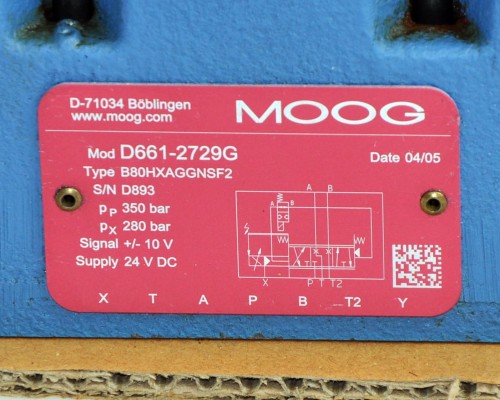 D-71034 Böblingen
www.moog.com
MOOG
Mod D661-2729G
Date 04/05
Type B80HXAGGNSF2
S/N D893
pP 350 bar
pX 280 bar
Signal +/- 10 V
Supply 24 V DC
A B
A B
X P T T2
X T A P B T2 Y